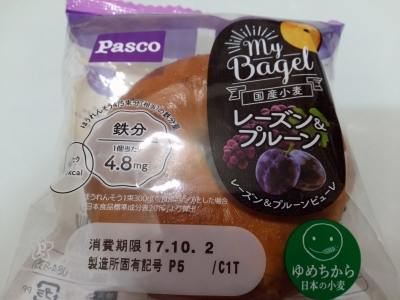 Pasco
My
Bagel
国産小麦
レーズン&
プルーン
レーズン&プルーンピューレ
鉄分
1個当たり
4.8mg
kcal
消費期限 17.10. 2
製造所固有記号 P5 /C1T
ゆめちから
日本の小麦